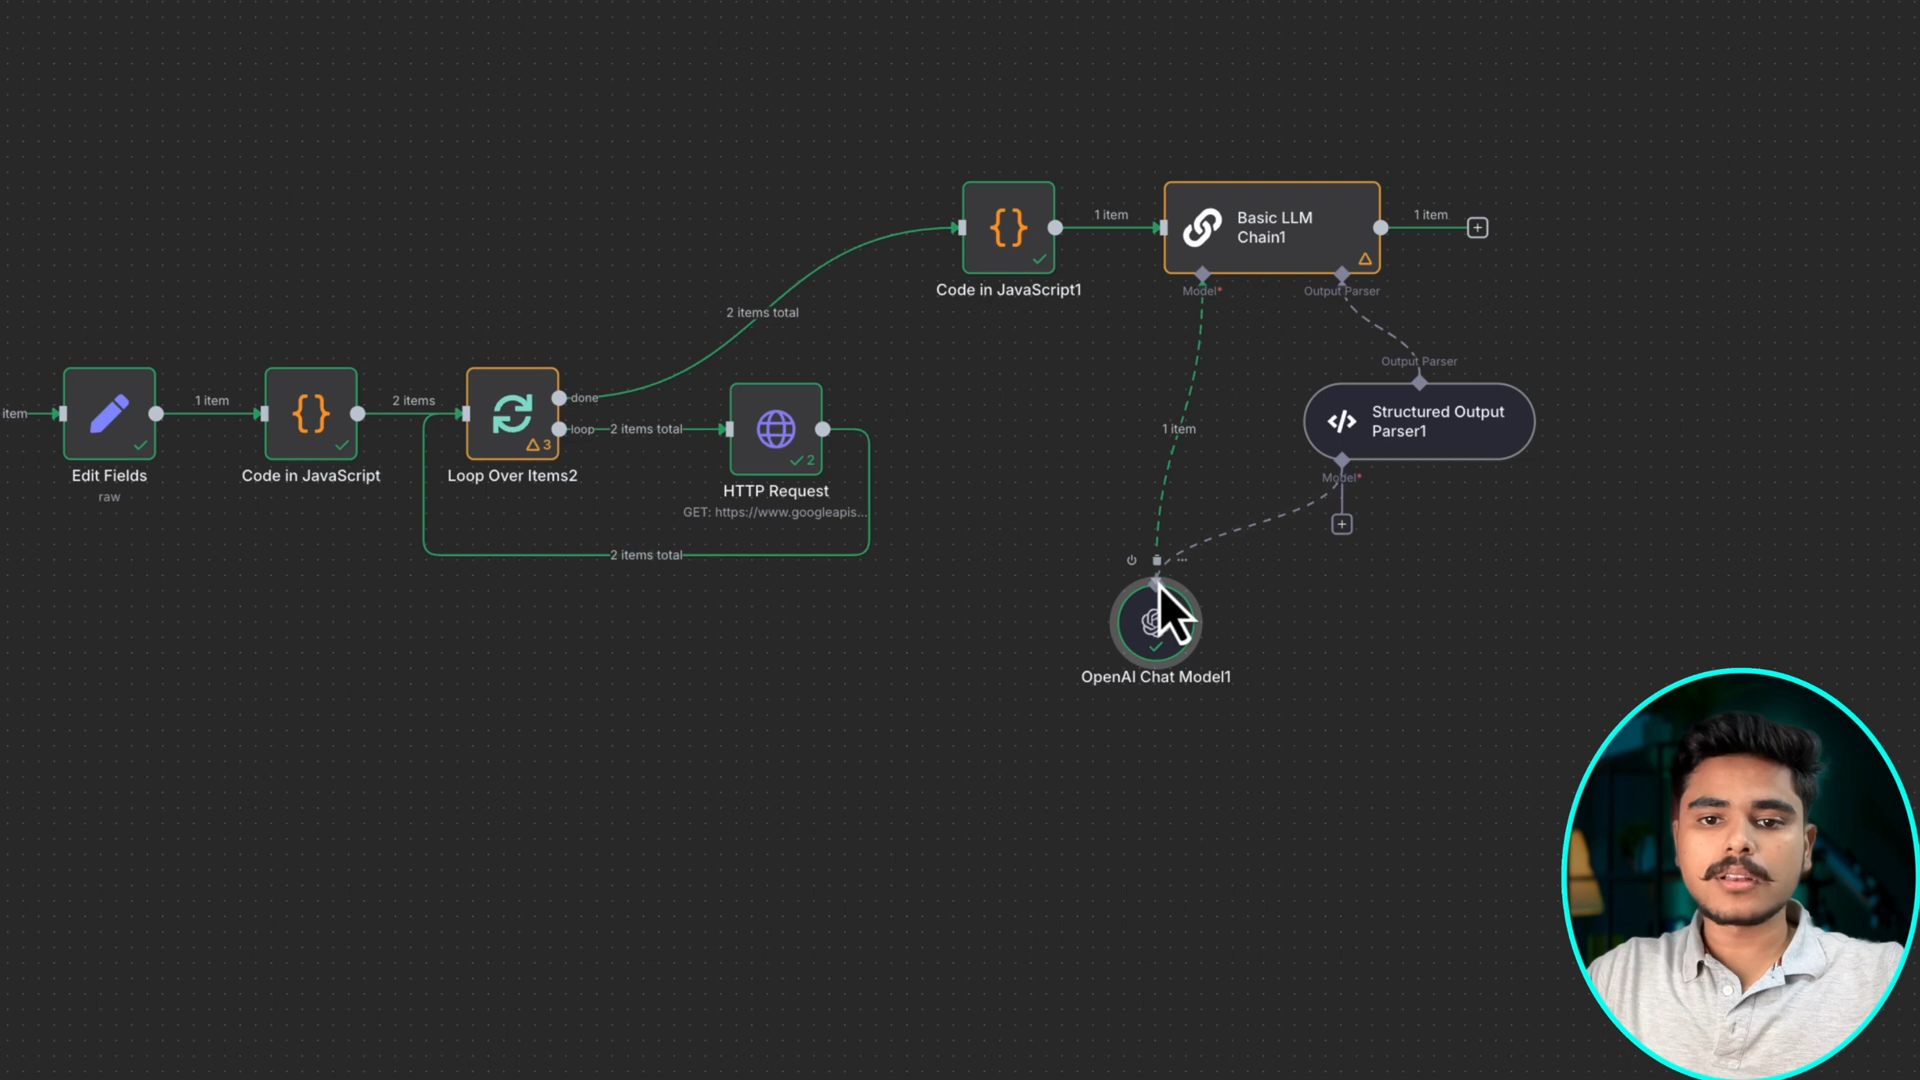 1 item
1 item
Basic LLM
Chain1
Code in JavaScript1
Model*
Output Parser
2 items total
Output Parser
item
1 item
2 items
done
loop
2 items total
3
2
Structured Output
Parser1
1 item
Edit Fields
raw
Code in JavaScript
Loop Over Items2
HTTP Request
GET: https://www.googleapis...
Model*
2 items total
OpenAI Chat Model1